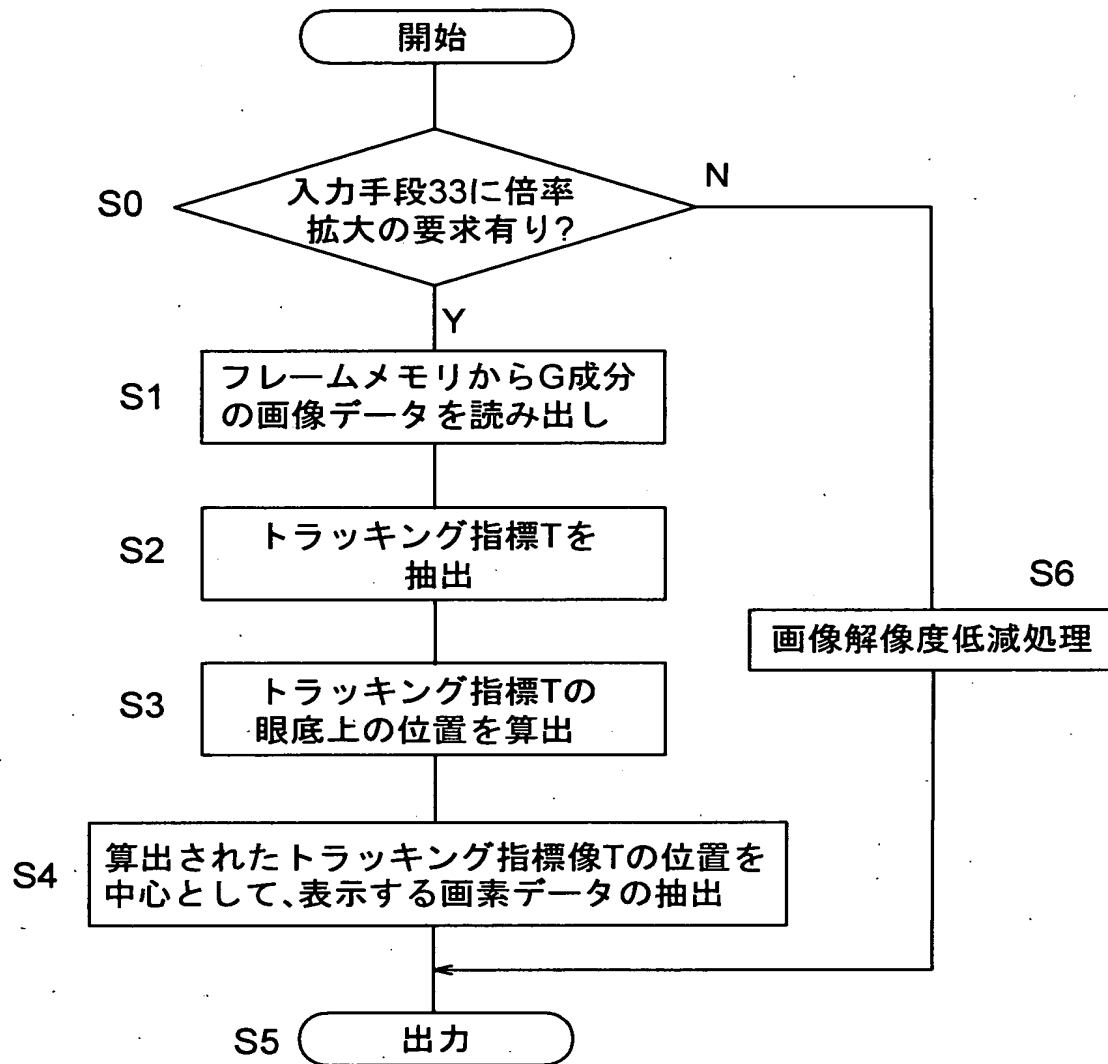 開始
S0
入力手段33に倍率
拡大の要求有り?
N
Y
S1
フレームメモリからG成分
の画像データを読み出し
S2
トラッキング指標Tを
抽出
S6
画像解像度低減処理
S3
トラッキング指標Tの
眼底上の位置を算出
S4
算出されたトラッキング指標像Tの位置を
中心として、表示する画素データの抽出
S5
出力